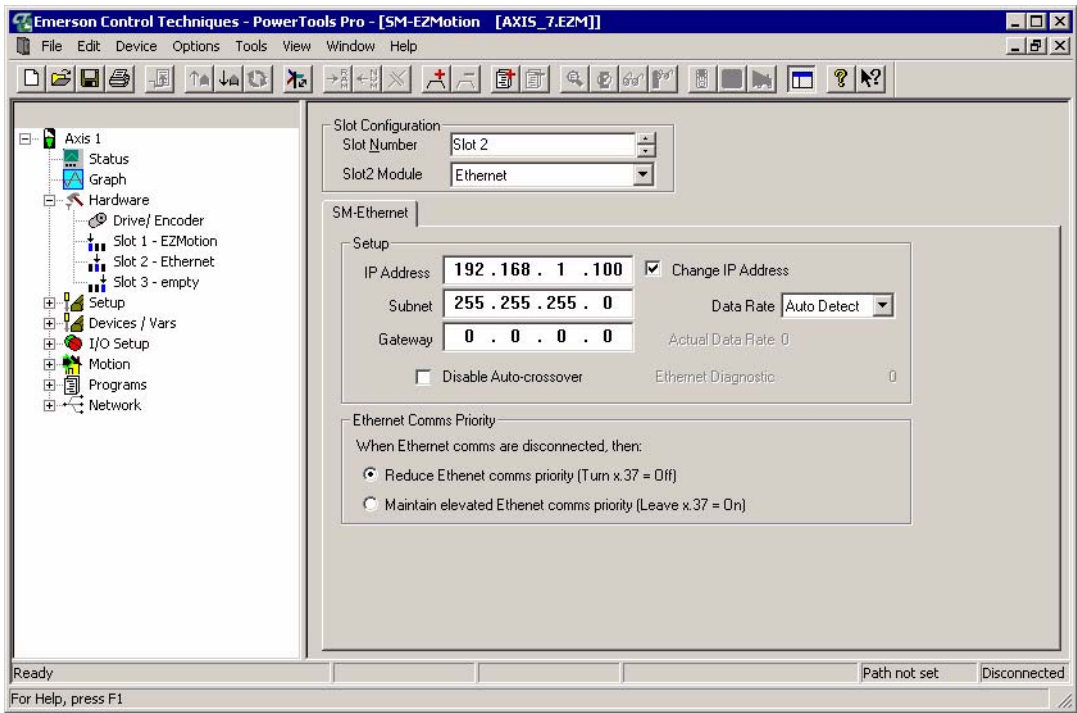 Emerson Control Techniques - PowerTools Pro - [SM-EZMotion [AXIS_7.EZM]]
File Edit Device Options Tools View Window Help
Axis 1
Status
Graph
Hardware
Drive/ Encoder
Slot 1 - EZMotion
Slot 2 - Ethernet
Slot 3 - empty
Setup
Devices / Vars
I/O Setup
Motion
Programs
Network
Slot Configuration
Slot Number Slot 2
Slot2 Module Ethernet
SM-Ethernet
Setup
IP Address 192 . 168 . 1 . 100 Change IP Address
Subnet 255 . 255 . 255 . 0 Data Rate Auto Detect
Gateway 0 . 0 . 0 . 0 Actual Data Rate 0
Disable Auto-crossover Ethernet Diagnostic 0
Ethernet Comms Priority
When Ethernet comms are disconnected, then:
Reduce Ethenet comms priority (Turn x.37 = Off)
Maintain elevated Ethenet comms priority (Leave x.37 = On)
Ready Path not set Disconnected
For Help, press F1